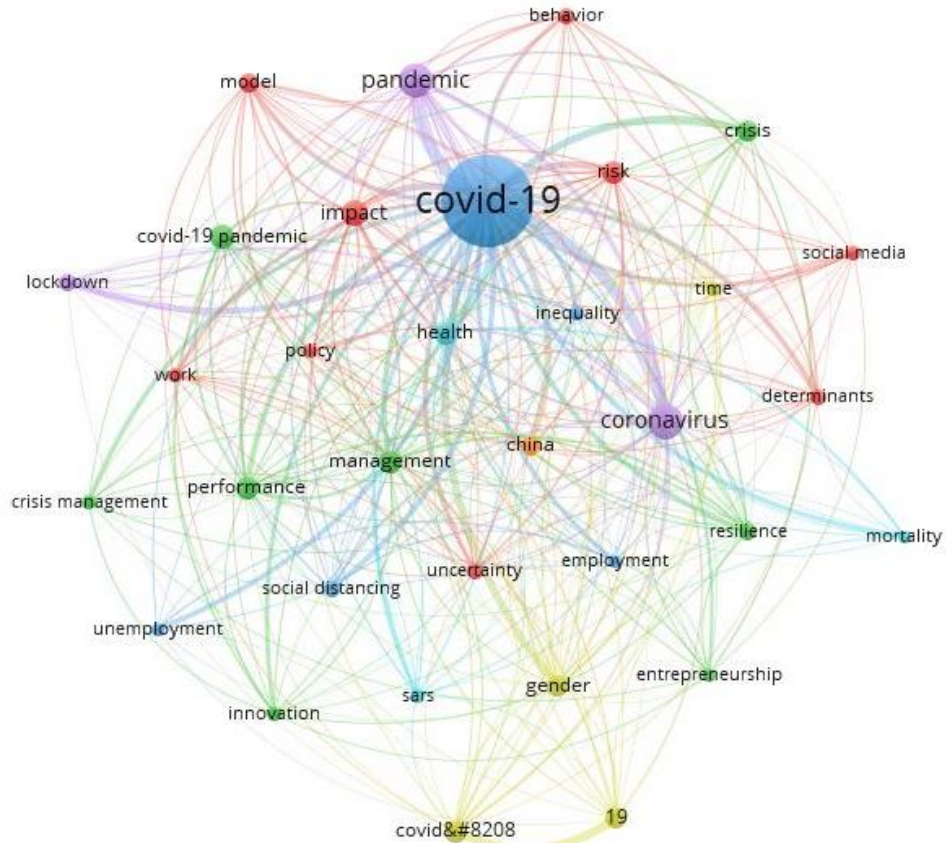 behavior
model
pandemic
crisis
risk
covid-19
impact
covid-19 pandemic
social media
lockdown
time
inequality
health
policy
work
determinants
coronavirus
china
management
performance
crisis management
resilience
mortality
employment
uncertainty
social distancing
unemployment
entrepreneurship
gender
sars
innovation
19
covid&#8208